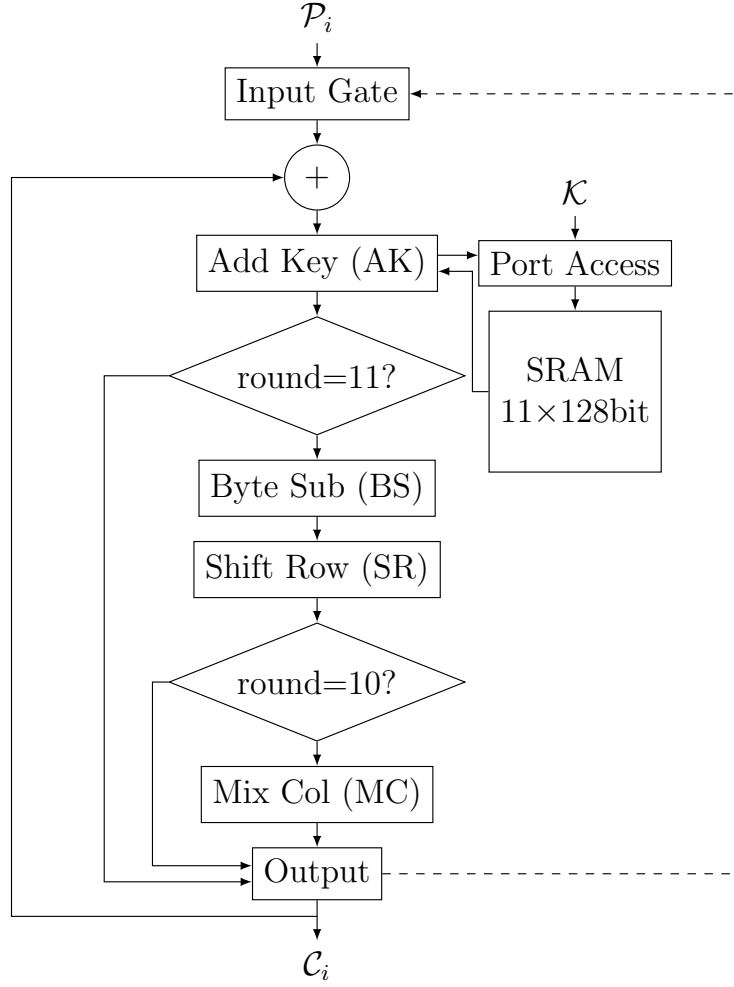 𝒫ᵢ
Input Gate
+
𝒦
Add Key (AK)
Port Access
round=11?
SRAM
11×128bit
Byte Sub (BS)
Shift Row (SR)
round=10?
Mix Col (MC)
Output
𝒞ᵢ